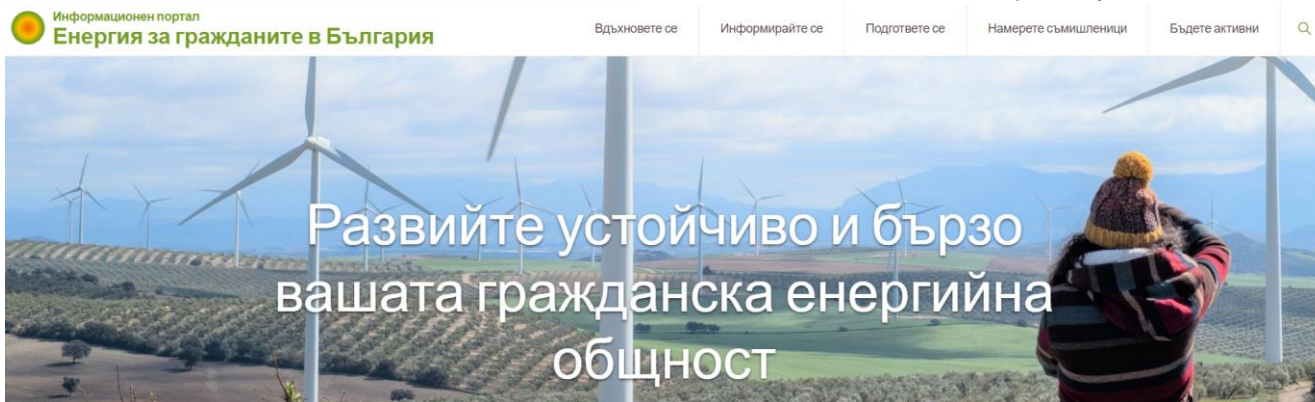 Информационен портал
Енергия за гражданите в България
Вдъхновете се
Информирайте се
Подгответе се
Намерете съмишленици
Бъдете активни
Развийте устойчиво и бързо
вашата гражданска енергийна
общност